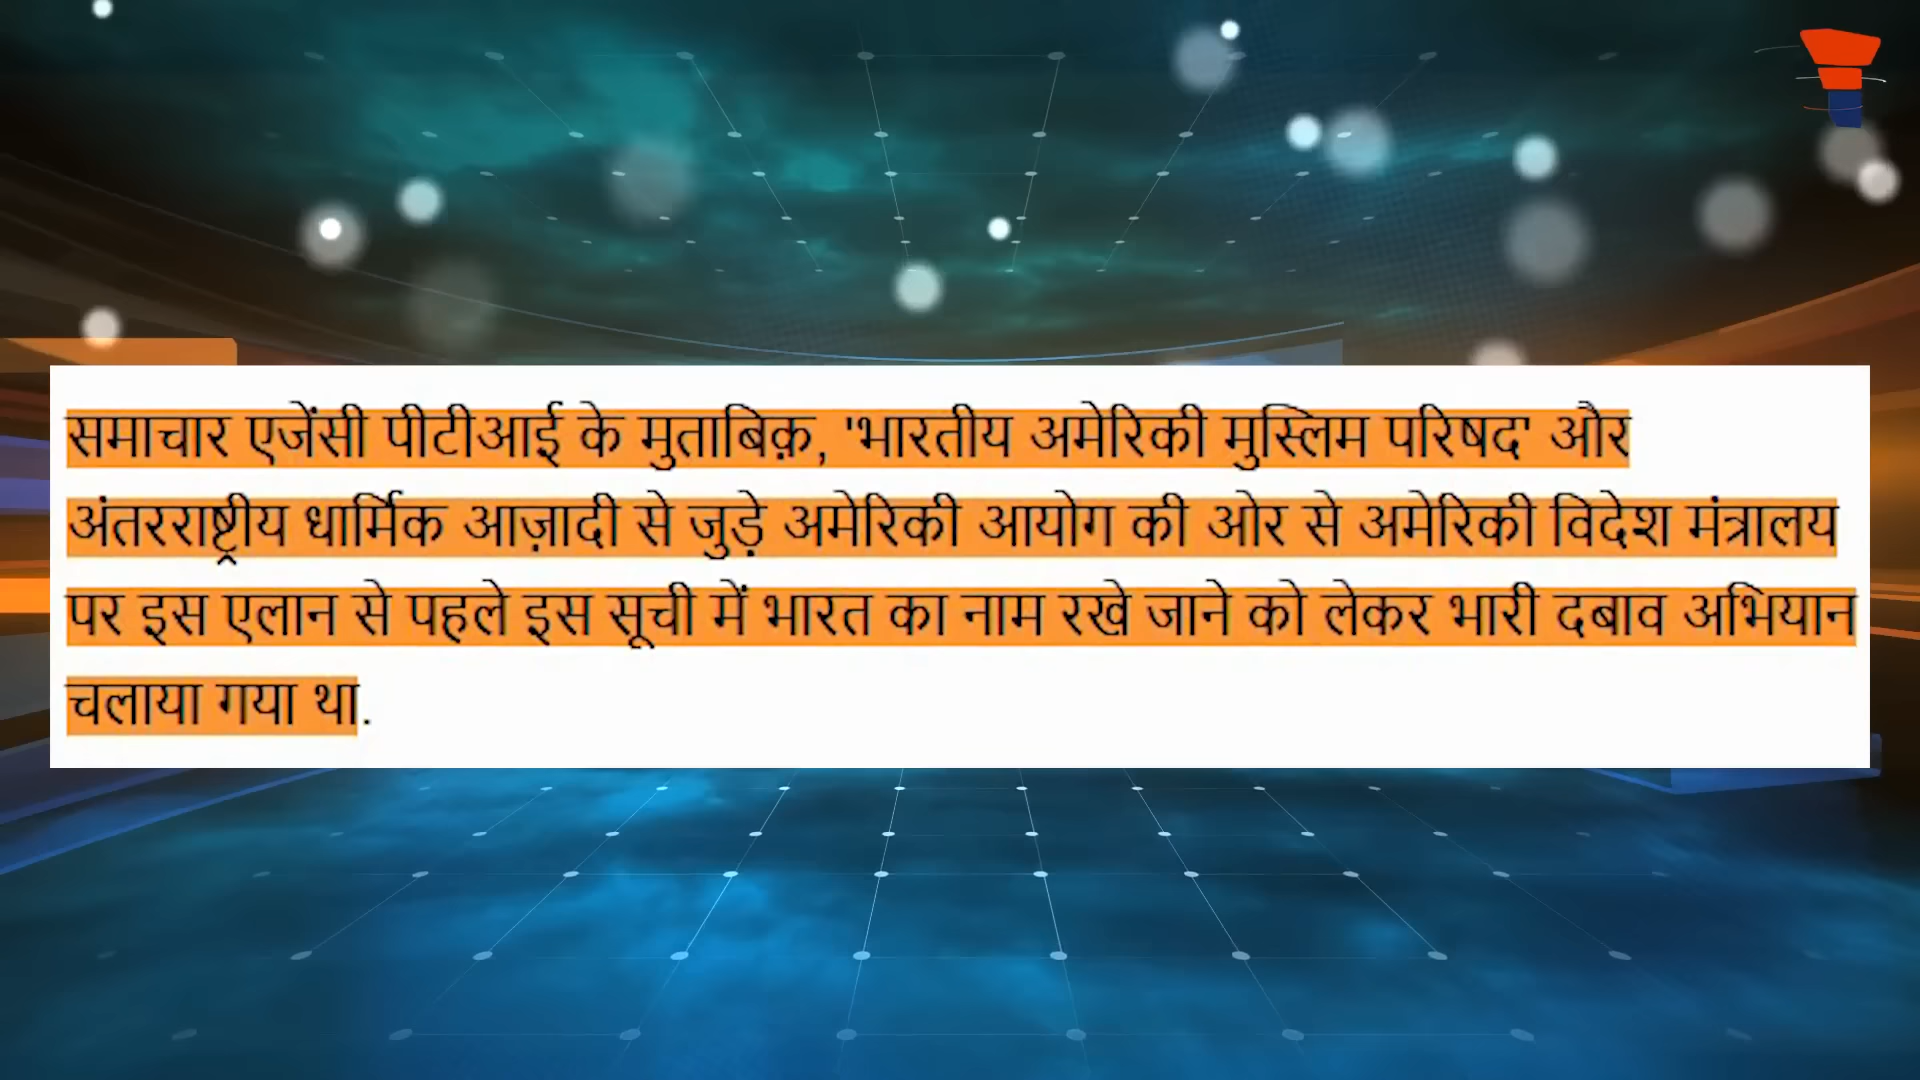 समाचार एजेंसी पीटीआई के मुताबिक़, 'भारतीय अमेरिकी मुस्लिम परिषद' और
अंतरराष्ट्रीय धार्मिक आज़ादी से जुड़े अमेरिकी आयोग की ओर से अमेरिकी विदेश मंत्रालय
पर इस एलान से पहले इस सूची में भारत का नाम रखे जाने को लेकर भारी दबाव अभियान
चलाया गया था.